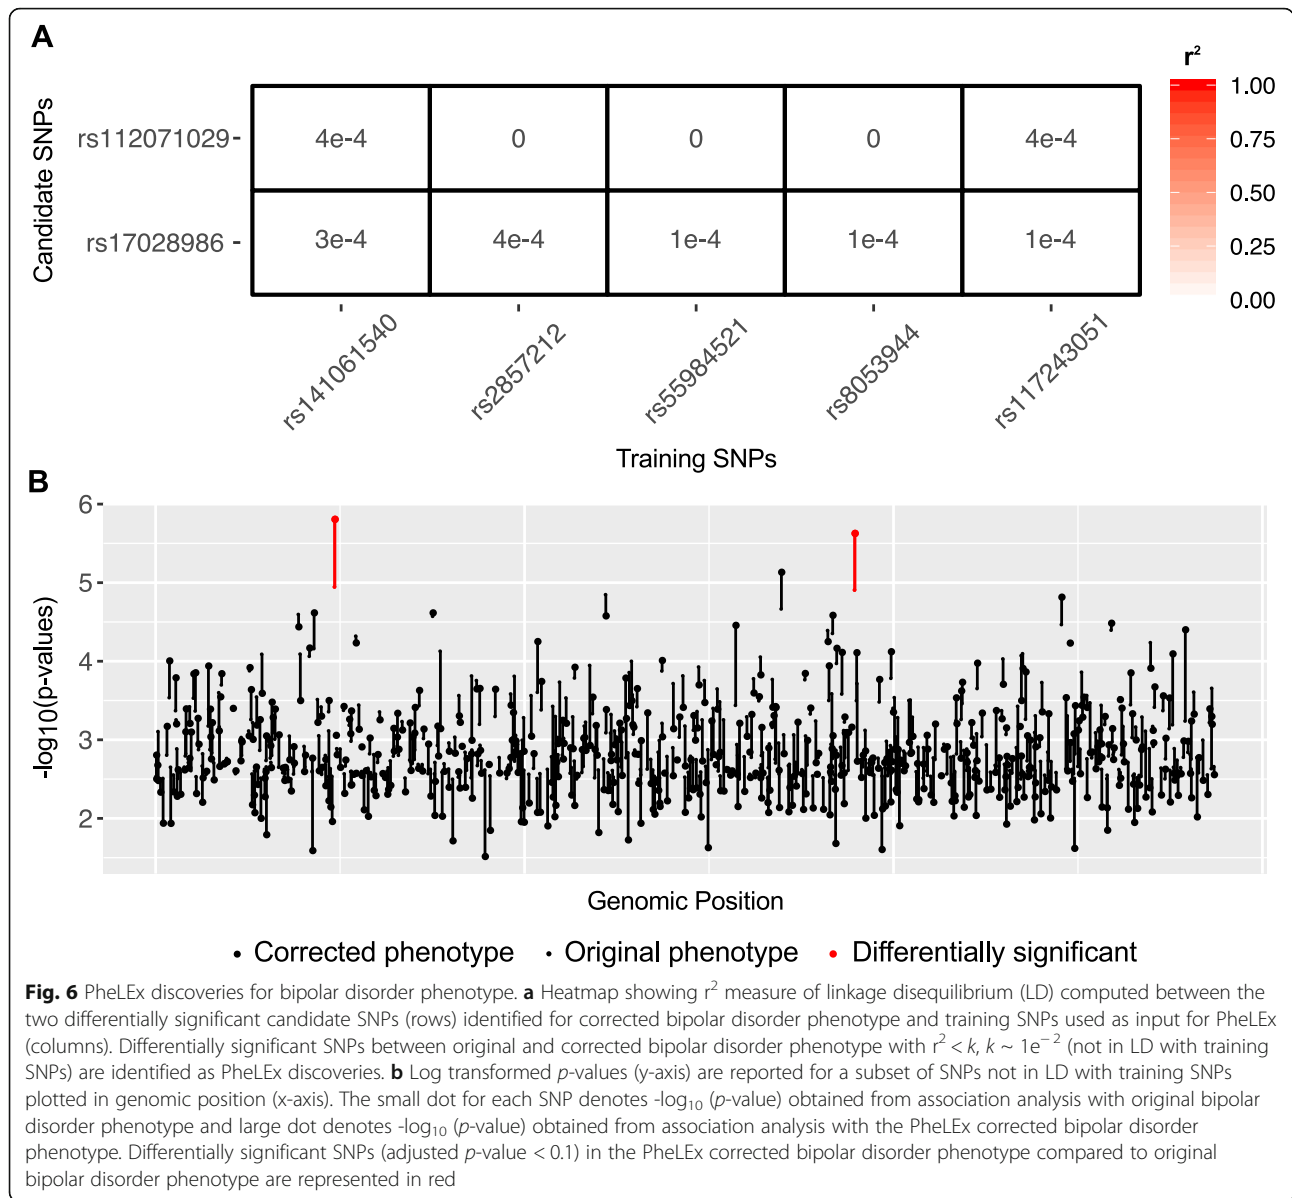 A
r²
Candidate SNPs
1.00
0.75
0.50
0.25
0.00
rs112071029
4e-4 0 0 0 4e-4
rs17028986
3e-4 4e-4 1e-4 1e-4 1e-4
rs141061540 rs2857212 rs55984521 rs8053944 rs117243051
Training SNPs
B
-log10(p-values)
6
5
4
3
2
Genomic Position
Corrected phenotype Original phenotype Differentially significant
Fig. 6 PheLEx discoveries for bipolar disorder phenotype. a Heatmap showing r² measure of linkage disequilibrium (LD) computed between the
two differentially significant candidate SNPs (rows) identified for corrected bipolar disorder phenotype and training SNPs used as input for PheLEx
(columns). Differentially significant SNPs between original and corrected bipolar disorder phenotype with r² < k, k ~ 1e⁻² (not in LD with training
SNPs) are identified as PheLEx discoveries. b Log transformed p-values (y-axis) are reported for a subset of SNPs not in LD with training SNPs
plotted in genomic position (x-axis). The small dot for each SNP denotes -log₁₀ (p-value) obtained from association analysis with original bipolar
disorder phenotype and large dot denotes -log₁₀ (p-value) obtained from association analysis with the PheLEx corrected bipolar disorder
phenotype. Differentially significant SNPs (adjusted p-value < 0.1) in the PheLEx corrected bipolar disorder phenotype compared to original
bipolar disorder phenotype are represented in red